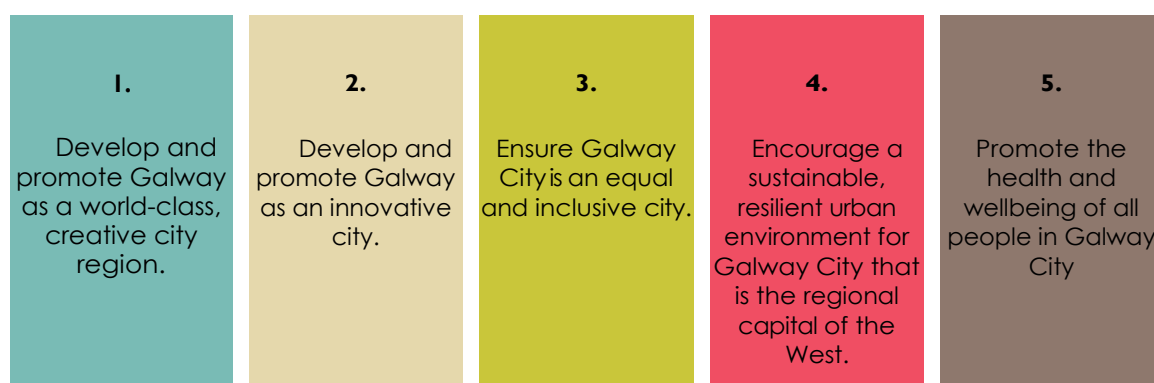 1.
Develop and
promote Galway
as a world-class,
creative city
region.
2.
Develop and
promote Galway
as an innovative
city.
3.
Ensure Galway
City is an equal
and inclusive city.
4.
Encourage a
sustainable,
resilient urban
environment for
Galway City that
is the regional
capital of the
West.
5.
Promote the
health and
wellbeing of all
people in Galway
City